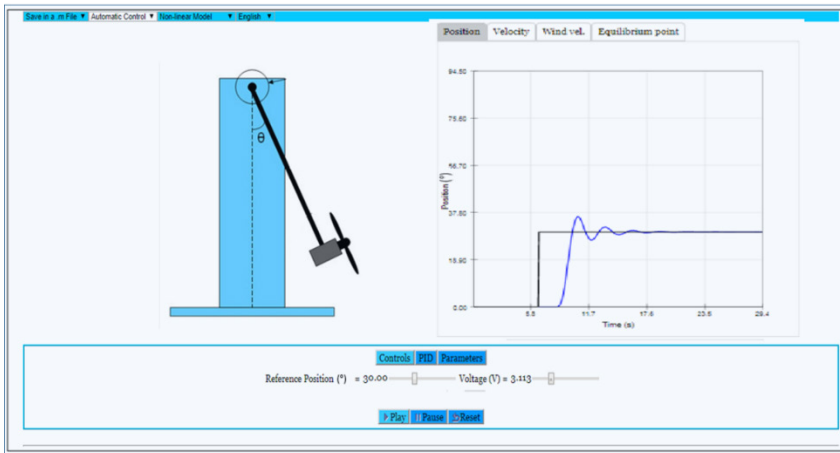 Save in a .m File ▼ Automatic Control ▼ Non-linear Model ▼ English ▼
Position Velocity Wind vel. Equilibrium point
θ
94.50
75.60
56.70
37.80
18.90
0.00
Position (°)
5.8 11.7 17.6 23.5 29.4
Time (s)
Controls PID Parameters
Reference Position (°) = 30.00 Voltage (V) = 3.113
Play Pause Reset